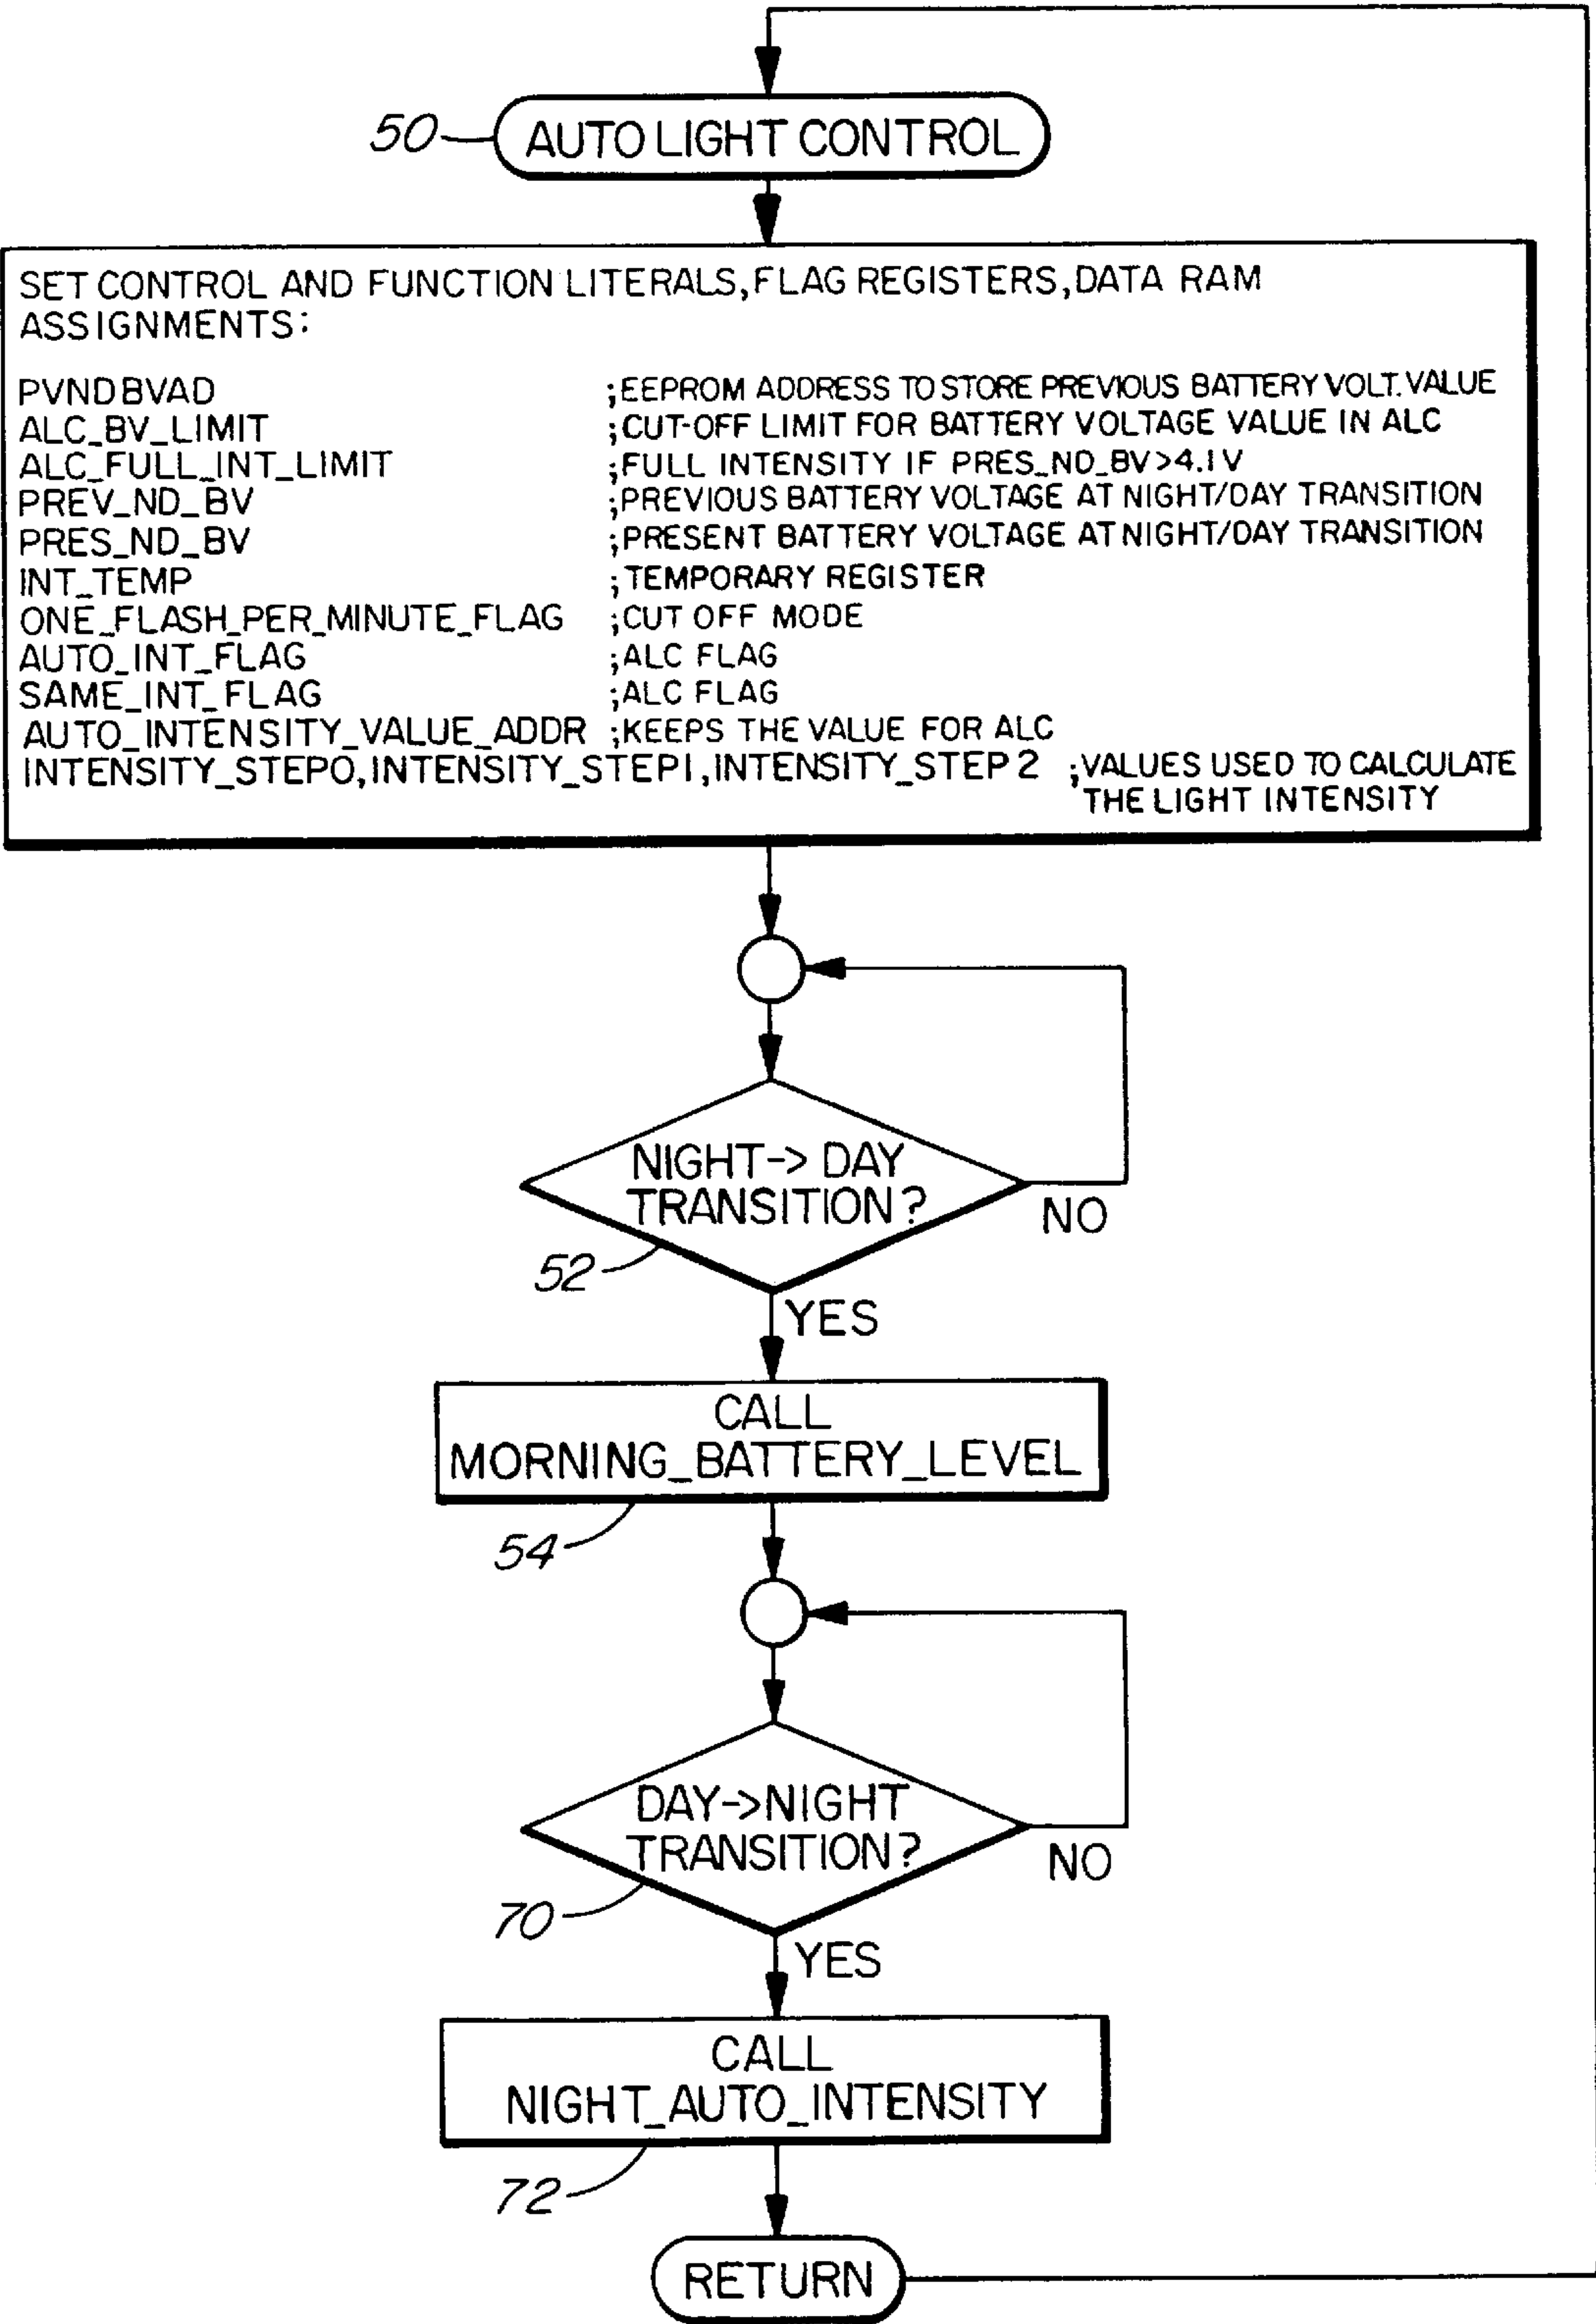 50
AUTO LIGHT CONTROL
SET CONTROL AND FUNCTION LITERALS, FLAG REGISTERS, DATA RAM
ASSIGNMENTS:
PVNDBVAD ;EEPROM ADDRESS TO STORE PREVIOUS BATTERY VOLT. VALUE
ALC_BV_LIMIT ;CUT-OFF LIMIT FOR BATTERY VOLTAGE VALUE IN ALC
ALC_FULL_INT_LIMIT ;FULL INTENSITY IF PRES_ND_BV>4.1V
PREV_ND_BV ;PREVIOUS BATTERY VOLTAGE AT NIGHT/DAY TRANSITION
PRES_ND_BV ;PRESENT BATTERY VOLTAGE AT NIGHT/DAY TRANSITION
INT_TEMP ;TEMPORARY REGISTER
ONE_FLASH_PER_MINUTE_FLAG ;CUT OFF MODE
AUTO_INT_FLAG ;ALC FLAG
SAME_INT_FLAG ;ALC FLAG
AUTO_INTENSITY_VALUE_ADDR ;KEEPS THE VALUE FOR ALC
INTENSITY_STEP0, INTENSITY_STEP1, INTENSITY_STEP2 ;VALUES USED TO CALCULATE
THE LIGHT INTENSITY
NIGHT-> DAY
TRANSITION?
NO
52
YES
CALL
MORNING_BATTERY_LEVEL
54
DAY->NIGHT
TRANSITION?
NO
70
YES
CALL
NIGHT_AUTO_INTENSITY
72
RETURN